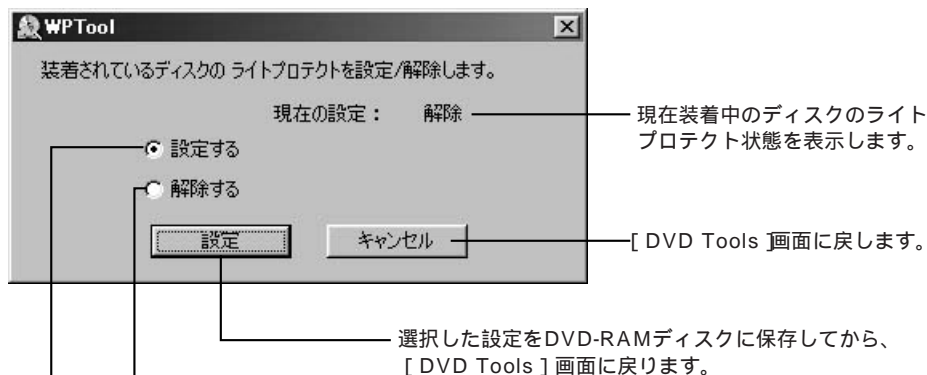 WPTool
装着されているディスクの ライトプロテクトを設定/解除します。
現在の設定： 解除
現在装着中のディスクのライト
プロテクト状態を表示します。
設定する
解除する
設定
キャンセル
[ DVD Tools ]画面に戻します。
選択した設定をDVD-RAMディスクに保存してから、
[ DVD Tools ] 画面に戻ります。